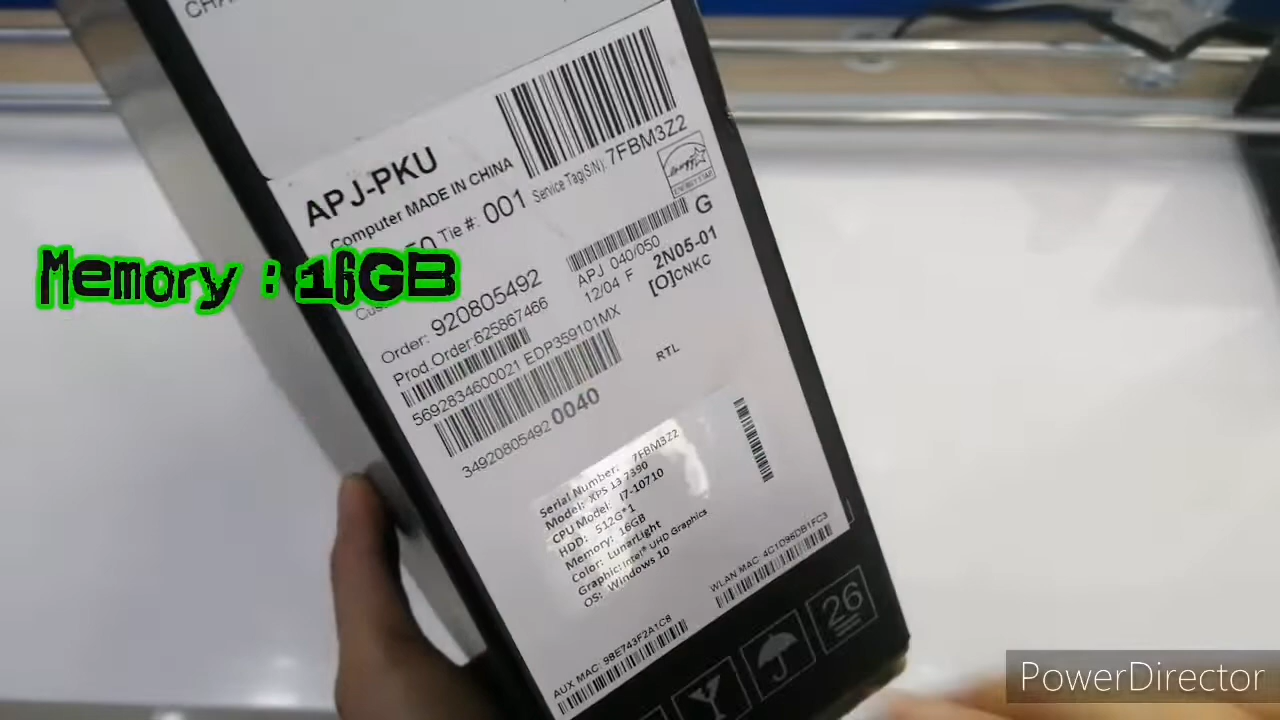 APJ-PKU
Computer MADE IN CHINA
Tie #: 001 Service Tag(S/N): 7FBM3Z2
ENERGY STAR
G
APJ 040/050
12/04 F 2N05-01
[O]CNKC
Order: 920805492
Prod.Order:625867466
5692834600021 EDP359101MX
RTL
34920805492 0040
Serial Number: 7FBM3Z2
Model: XPS 13 7390
CPU Model: I7-10710
HDD: 512G*1
Memory: 16GB
Color: LunarLight
Graphic:Intel® UHD Graphics
OS: Windows 10
AUX MAC: 98E743F2A1C8
WLAN MAC: 4C1D96DB1FC3
26
Memory : 16GB
PowerDirector